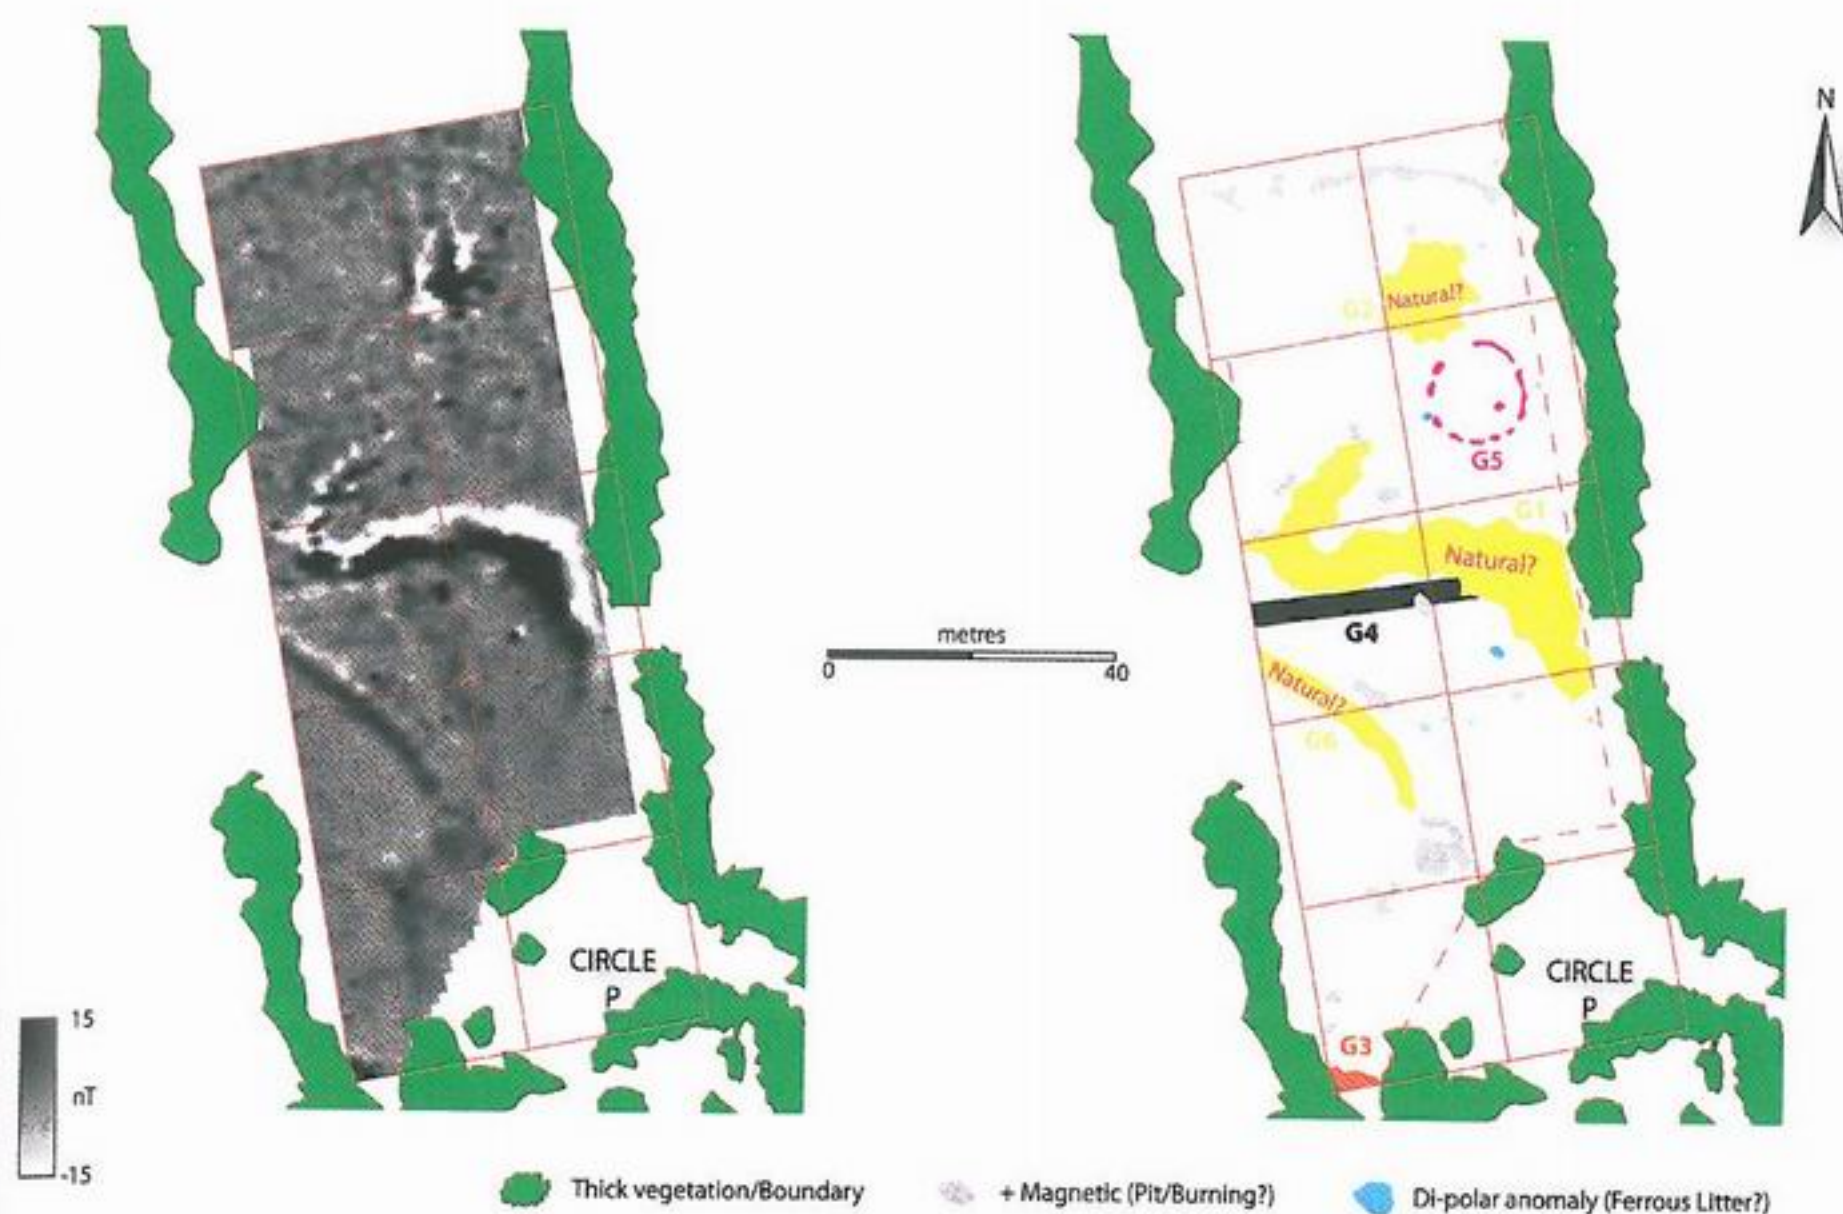 N
Natural?
G2
G5
G1
Natural?
G4
metres
0
40
Natural?
G6
CIRCLE
P
CIRCLE
P
G3
15
nT
-15
Thick vegetation/Boundary
+ Magnetic (Pit/Burning?)
Di-polar anomaly (Ferrous Litter?)